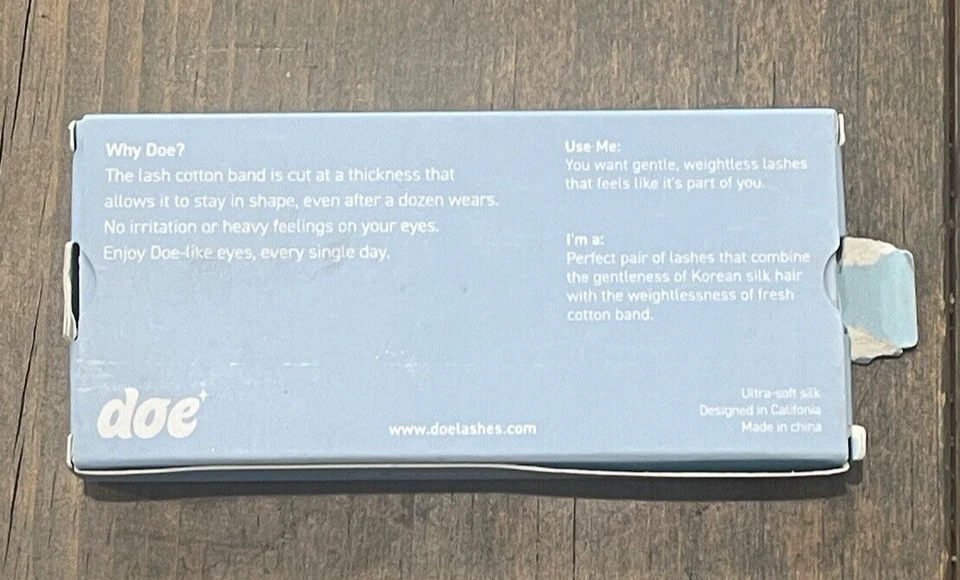 Why Doe?
The lash cotton band is cut at a thickness that
allows it to stay in shape, even after a dozen wears.
No irritation or heavy feelings on your eyes.
Enjoy Doe-like eyes, every single day.
Use Me:
You want gentle, weightless lashes
that feels like it's part of you.
I'm a:
Perfect pair of lashes that combine
the gentleness of Korean silk hair
with the weightlessness of fresh
cotton band.
doe
www.doelashes.com
Ultra-soft silk
Designed in Califonia
Made in china